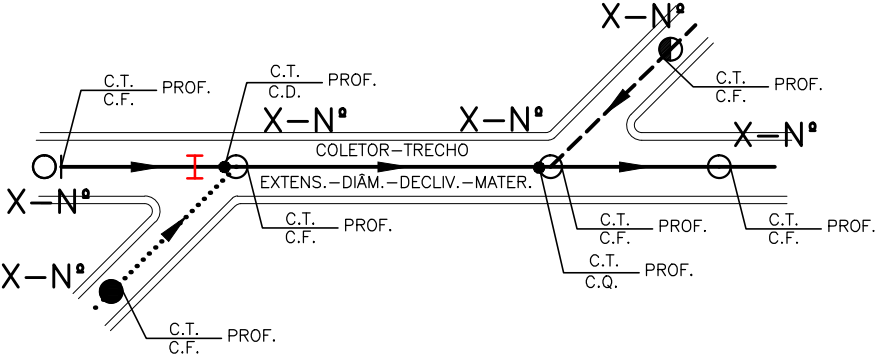 X-Nº
C.T.
C.F. PROF.
C.T.
C.D. PROF.
C.T.
C.F. PROF.
X-Nº
X-Nº
X-Nº
COLETOR-TRECHO
EXTENS.-DIÂM.-DECLIV.-MATER.
X-Nº
C.T.
C.F. PROF.
C.T.
C.F. PROF.
C.T.
C.F. PROF.
X-Nº
C.T.
C.Q. PROF.
C.T.
C.F. PROF.